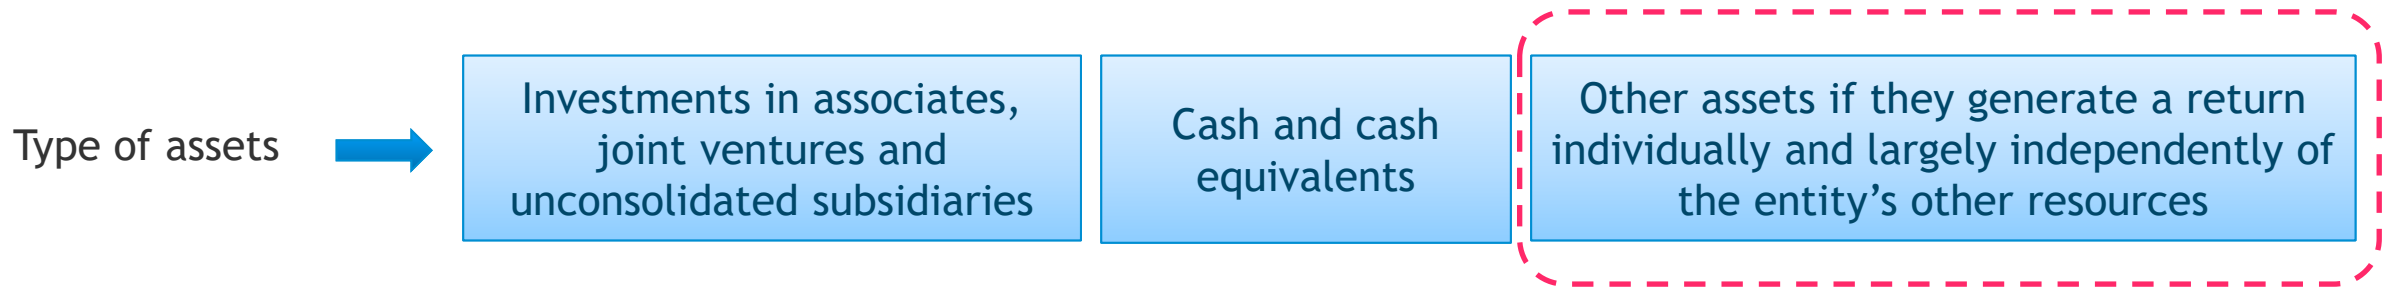 Type of assets
Investments in associates,
joint ventures and
unconsolidated subsidiaries
Cash and cash
equivalents
Other assets if they generate a return
individually and largely independently of
the entity’s other resources